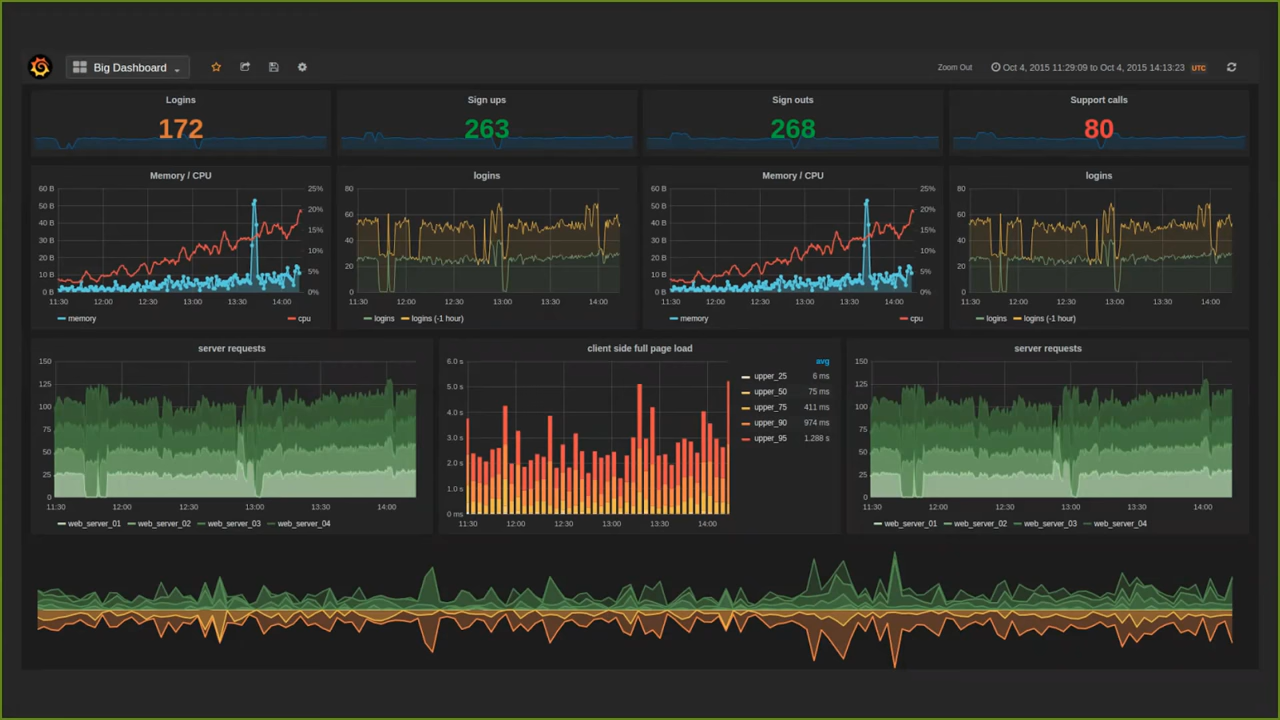 Big Dashboard
Zoom Out Oct 4, 2015 11:29:09 to Oct 4, 2015 14:13:23 UTC
Logins
172
Sign ups
263
Sign outs
268
Support calls
80
Memory / CPU
60 B
50 B
40 B
30 B
20 B
10 B
0 B
25%
20%
15%
10%
5%
0%
11:30 12:00 12:30 13:00 13:30 14:00
memory cpu
logins
80
60
40
20
0
11:30 12:00 12:30 13:00 13:30 14:00
logins logins (-1 hour)
Memory / CPU
60 B
50 B
40 B
30 B
20 B
10 B
0 B
25%
20%
15%
10%
5%
0%
11:30 12:00 12:30 13:00 13:30 14:00
memory cpu
logins
80
60
40
20
0
11:30 12:00 12:30 13:00 13:30 14:00
logins logins (-1 hour)
server requests
150
125
100
75
50
25
0
11:30 12:00 12:30 13:00 13:30 14:00
web_server_01 web_server_02 web_server_03 web_server_04
client side full page load
6.0 s
5.0 s
4.0 s
3.0 s
2.0 s
1.0 s
0 ms
11:30 12:00 12:30 13:00 13:30 14:00
avg
upper_25 6 ms
upper_50 75 ms
upper_75 411 ms
upper_90 974 ms
upper_95 1.288 s
server requests
150
125
100
75
50
25
0
11:30 12:00 12:30 13:00 13:30 14:00
web_server_01 web_server_02 web_server_03 web_server_04